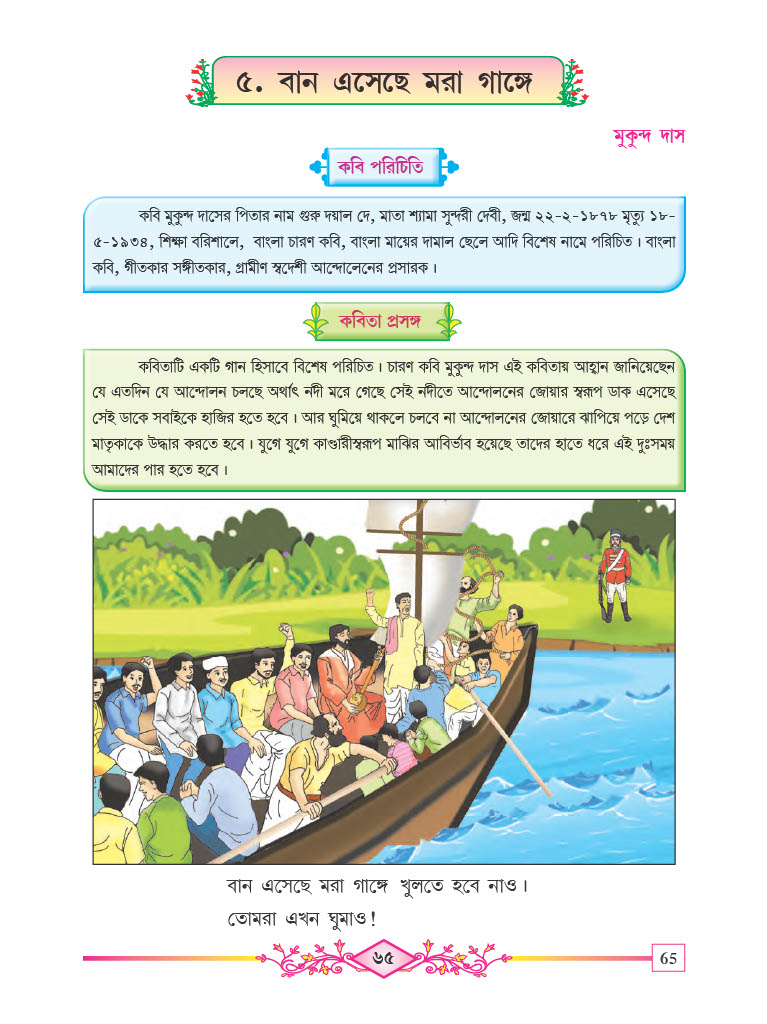 ৫. বান এসেছে মরা গাঙ্গে
মুকুন্দ দাস
কবি পরিচিতি
কবি মুকুন্দ দাসের পিতার নাম গুরু দয়াল দে, মাতা শ্যামা সুন্দরী দেবী, জন্ম ২২-২-১৮৭৮ মৃত্যু ১৮-
৫-১৯৩৪, শিক্ষা বরিশালে, বাংলা চারণ কবি, বাংলা মায়ের দামাল ছেলে আদি বিশেষ নামে পরিচিত। বাংলা
কবি, গীতকার সঙ্গীতকার, গ্রামীণ স্বদেশী আন্দোলেনের প্রসারক।
কবিতা প্রসঙ্গ
কবিতাটি একটি গান হিসাবে বিশেষ পরিচিত। চারণ কবি মুকুন্দ দাস এই কবিতায় আহ্বান জানিয়েছেন
যে এতদিন যে আন্দোলন চলছে অর্থাৎ নদী মরে গেছে সেই নদীতে আন্দোলনের জোয়ার স্বরূপ ডাক এসেছে
সেই ডাকে সবাইকে হাজির হতে হবে। আর ঘুমিয়ে থাকলে চলবে না আন্দোলনের জোয়ারে ঝাপিয়ে পড়ে দেশ
মাতৃকাকে উদ্ধার করতে হবে। যুগে যুগে কাণ্ডারীস্বরূপ মাঝির আবির্ভাব হয়েছে তাদের হাতে ধরে এই দুঃসময়
আমাদের পার হতে হবে।
বান এসেছে মরা গাঙ্গে খুলতে হবে নাও।
তোমরা এখন ঘুমাও!
৬৫
65